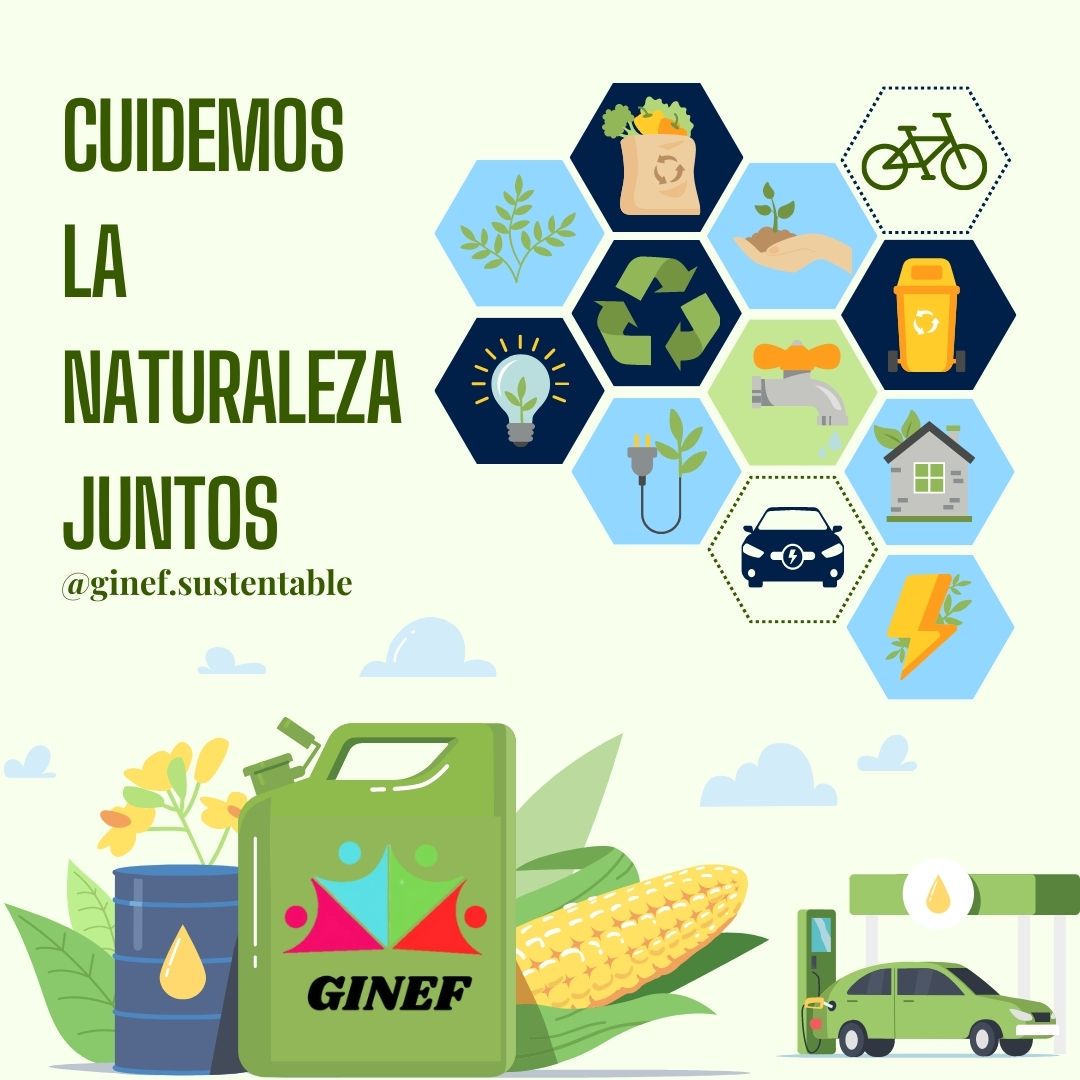 CUIDEMOS
LA
NATURALEZA
JUNTOS
@ginef.sustentable
GINEF